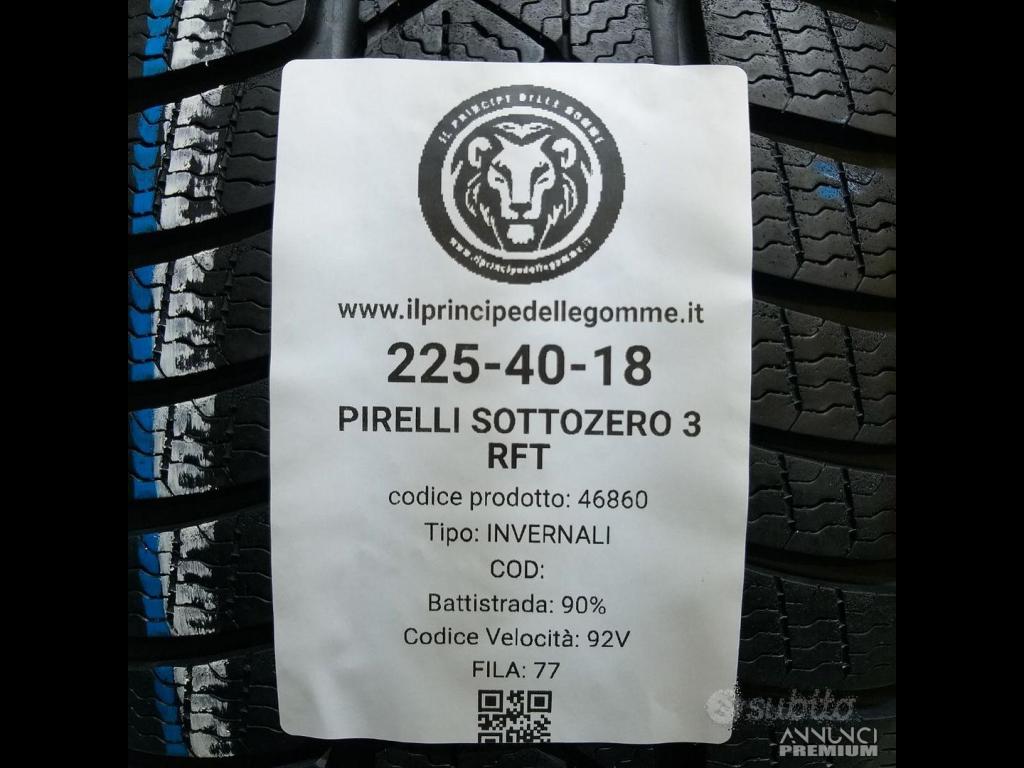 IL PRINCIPE DELLE GOMME
www.ilprincipedellegomme.it
www.ilprincipedellegomme.it
225-40-18
PIRELLI SOTTOZERO 3
RFT
codice prodotto: 46860
Tipo: INVERNALI
COD:
Battistrada: 90%
Codice Velocità: 92V
FILA: 77
subito
ANNUNCI
PREMIUM